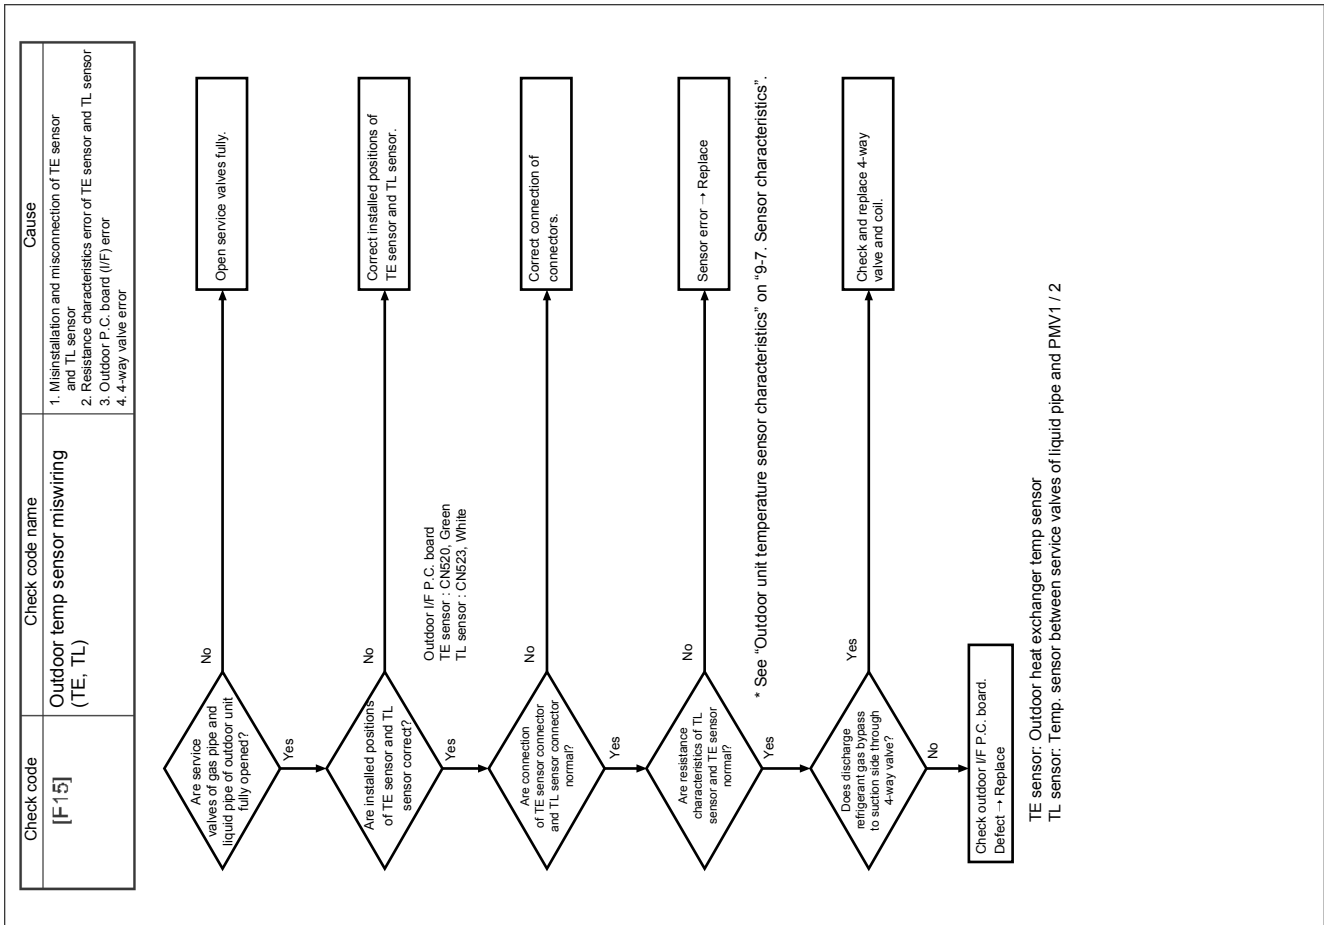 Check code
Check code name
Cause
[F15]
Outdoor temp sensor miswiring
(TE, TL)
1. Misinstallation and misconnection of TE sensor
and TL sensor
2. Resistance characteristics error of TE sensor and TL sensor
3. Outdoor P.C. board (I/F) error
4. 4-way valve error
Are service
valves of gas pipe and
liquid pipe of outdoor unit
fully opened?
No
Open service valves fully.
Yes
Are installed positions
of TE sensor and TL
sensor correct?
No
Correct installed positions of
TE sensor and TL sensor.
Yes
Outdoor I/F P.C. board
TE sensor : CN520, Green
TL sensor : CN523, White
Are connection
of TE sensor connector
and TL sensor connector
normal?
No
Correct connection of
connectors.
Yes
Are resistance
characteristics of TL
sensor and TE sensor
normal?
No
Sensor error → Replace
Yes
* See “Outdoor unit temperature sensor characteristics” on “9-7. Sensor characteristics”.
Does discharge
refrigerant gas bypass
to suction side through
4-way valve?
Yes
Check and replace 4-way
valve and coil.
No
Check outdoor I/F P.C. board.
Defect → Replace
TE sensor: Outdoor heat exchanger temp sensor
TL sensor: Temp. sensor between service valves of liquid pipe and PMV1 / 2